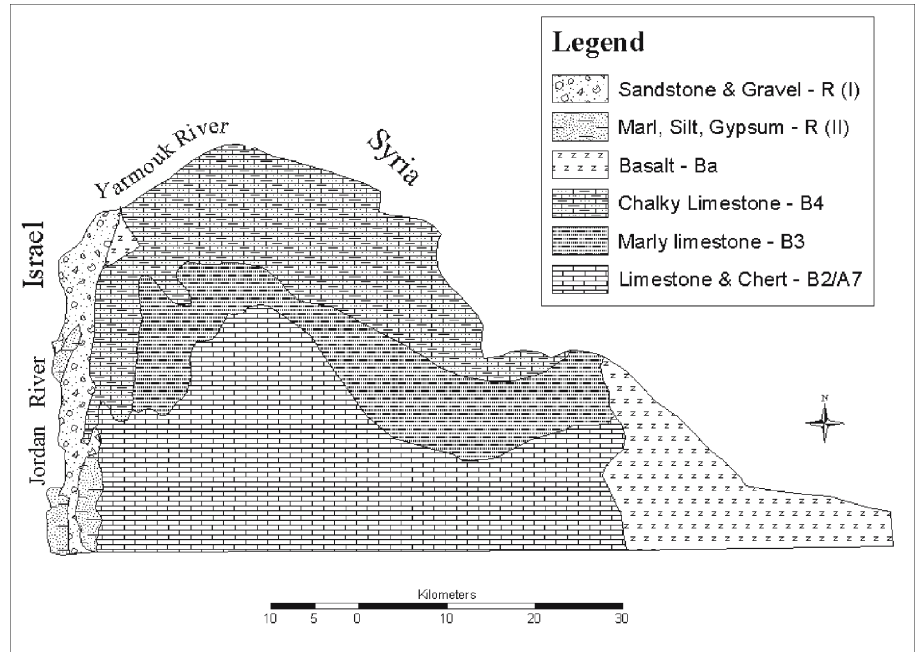 Legend
Sandstone & Gravel - R (I)
Marl, Silt, Gypsum - R (II)
Basalt - Ba
Chalky Limestone - B4
Marly limestone - B3
Limestone & Chert - B2/A7
Yarmouk River
Syria
Israel
Jordan River
N
Kilometers
10 5 0 10 20 30